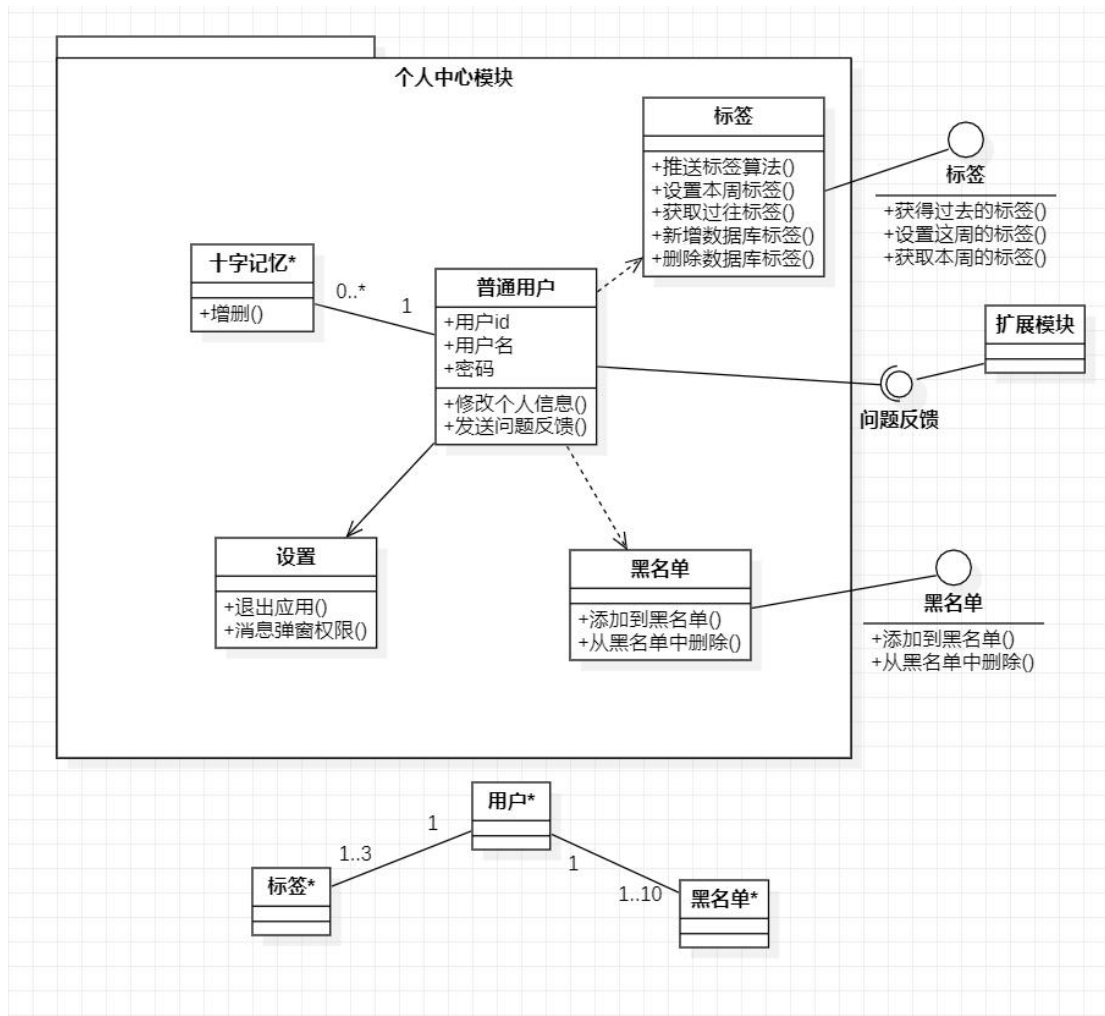 个人中心模块
标签
+推送标签算法()
+设置本周标签()
+获取过往标签()
+新增数据库标签()
+删除数据库标签()
标签
+获得过去的标签()
+设置这周的标签()
+获取本周的标签()
十字记忆*
+增删()
0..*
1
普通用户
+用户id
+用户名
+密码
+修改个人信息()
+发送问题反馈()
扩展模块
问题反馈
设置
+退出应用()
+消息弹窗权限()
黑名单
+添加到黑名单()
+从黑名单中删除()
黑名单
+添加到黑名单()
+从黑名单中删除()
用户*
1
1..3
1
1..10
标签*
黑名单*